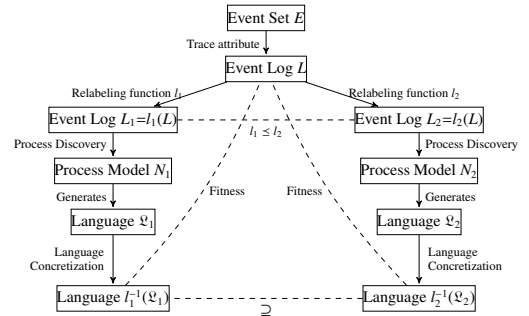 Event Set E
Trace attribute
Event Log L
Relabeling function l₁
Relabeling function l₂
Event Log L₁=l₁(L)
Event Log L₂=l₂(L)
l₁ ⪯ l₂
Process Discovery
Process Discovery
Process Model N₁
Process Model N₂
Generates
Fitness
Fitness
Generates
Language 𝔏₁
Language 𝔏₂
Language
Concretization
Language
Concretization
Language l₁⁻¹(𝔏₁)
Language l₂⁻¹(𝔏₂)
⊇